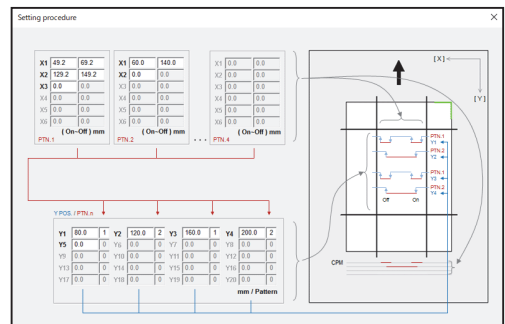 Setting procedure
X1 49.2 69.2
X2 129.2 149.2
X3 0.0 0.0
X4 0.0 0.0
X5 0.0 0.0
X6 0.0 0.0
( On~Off ) mm
PTN.1
X1 60.0 140.0
X2 0.0 0.0
X3 0.0 0.0
X4 0.0 0.0
X5 0.0 0.0
X6 0.0 0.0
( On~Off ) mm
PTN.2
...
X1 0.0 0.0
X2 0.0 0.0
X3 0.0 0.0
X4 0.0 0.0
X5 0.0 0.0
X6 0.0 0.0
( On~Off ) mm
PTN.4
Y POS. / PTN.n
Y1 80.0 1 Y2 120.0 2 Y3 160.0 1 Y4 200.0 2
Y5 0.0 0 Y6 0.0 0 Y7 0.0 0 Y8 0.0 0
Y9 0.0 0 Y10 0.0 0 Y11 0.0 0 Y12 0.0 0
Y13 0.0 0 Y14 0.0 0 Y15 0.0 0 Y16 0.0 0
Y17 0.0 0 Y18 0.0 0 Y19 0.0 0 Y20 0.0 0
mm / Pattern
[ X ]
[ Y ]
PTN.1
Y1
PTN.2
Y2
PTN.1
Y3
PTN.2
Y4
Off On
CPM